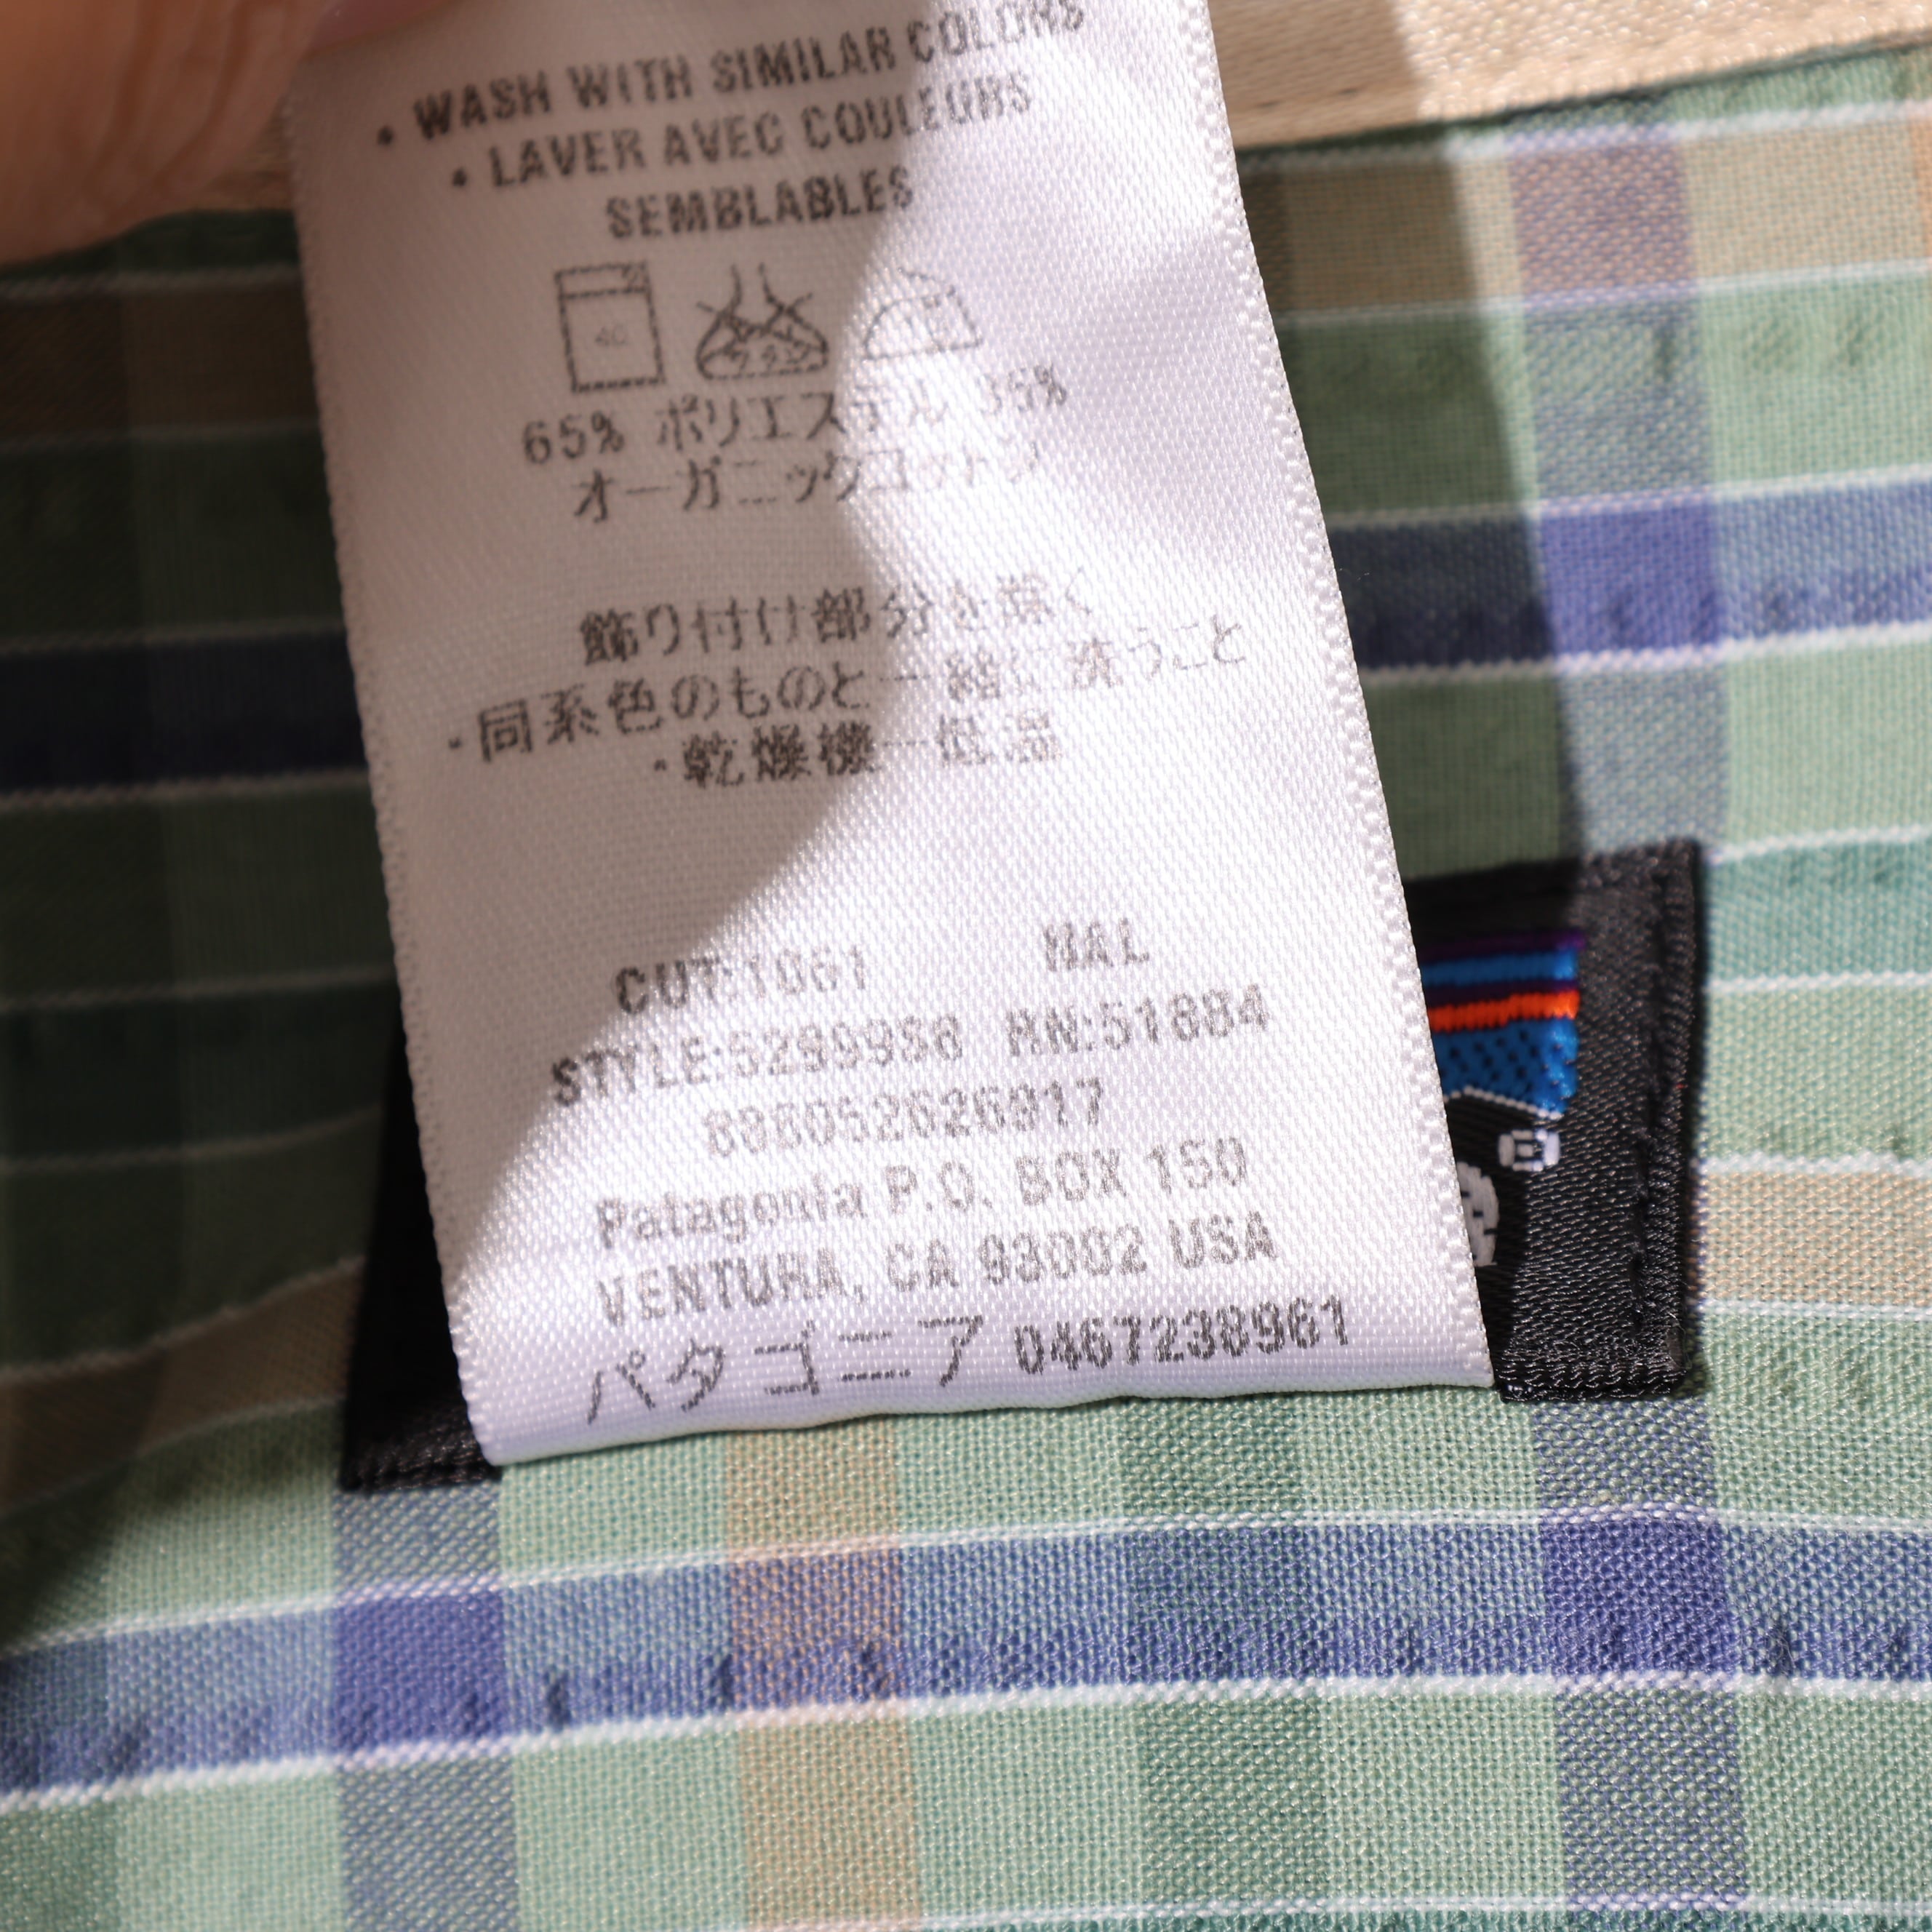 • WASH WITH SIMILAR COLORS
• LAVER AVEC COULEURS
SEMBLABLES
40
65% ポリエステル 35%
オーガニックコットン
飾り付け部分を除く
・同系色のものと一緒に洗うこと
・乾燥機一低温
CUT:1061 MAL
RN:51884
Patagonia P.O. BOX 150
VENTURA, CA 93002 USA
パタゴニア 0467238961